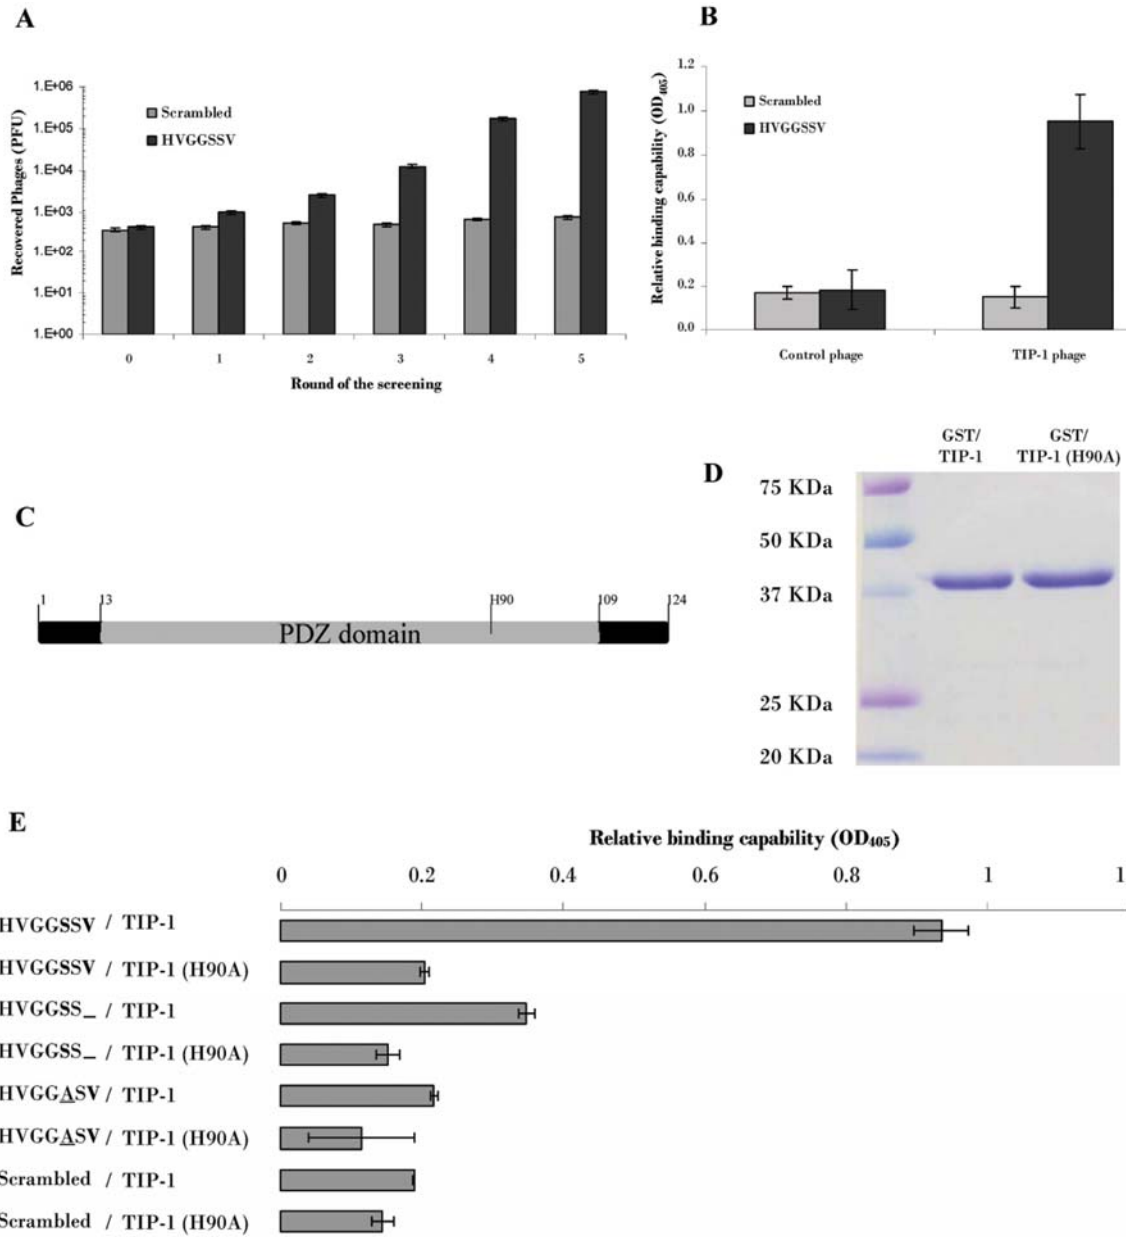 A
Recovered Phages (PFU)
1.E+06
1.E+05
1.E+04
1.E+03
1.E+02
1.E+01
1.E+00
Scrambled
HVGGSSV
0 1 2 3 4 5
Round of the screening
B
Relative binding capability (OD405)
1.2
1.0
0.8
0.6
0.4
0.2
0.0
Scrambled
HVGGSSV
Control phage TIP-1 phage
C
1 13 H90 109 124
PDZ domain
D
GST/ GST/
TIP-1 TIP-1 (H90A)
75 KDa
50 KDa
37 KDa
25 KDa
20 KDa
E
Relative binding capability (OD405)
0 0.2 0.4 0.6 0.8 1
HVGGSSV / TIP-1
HVGGSSV / TIP-1 (H90A)
HVGGSS_ / TIP-1
HVGGSS_ / TIP-1 (H90A)
HVGGASV / TIP-1
HVGGASV / TIP-1 (H90A)
Scrambled / TIP-1
Scrambled / TIP-1 (H90A)